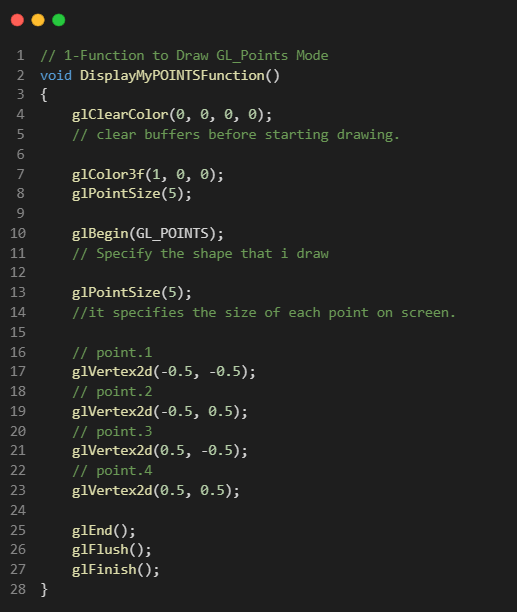 1 // 1-Function to Draw GL_Points Mode
2 void DisplayMyPOINTSFunction()
3 {
4 glClearColor(0, 0, 0, 0);
5 // clear buffers before starting drawing.
6
7 glColor3f(1, 0, 0);
8 glPointSize(5);
9
10 glBegin(GL_POINTS);
11 // Specify the shape that i draw
12
13 glPointSize(5);
14 //it specifies the size of each point on screen.
15
16 // point.1
17 glVertex2d(-0.5, -0.5);
18 // point.2
19 glVertex2d(-0.5, 0.5);
20 // point.3
21 glVertex2d(0.5, -0.5);
22 // point.4
23 glVertex2d(0.5, 0.5);
24
25 glEnd();
26 glFlush();
27 glFinish();
28 }